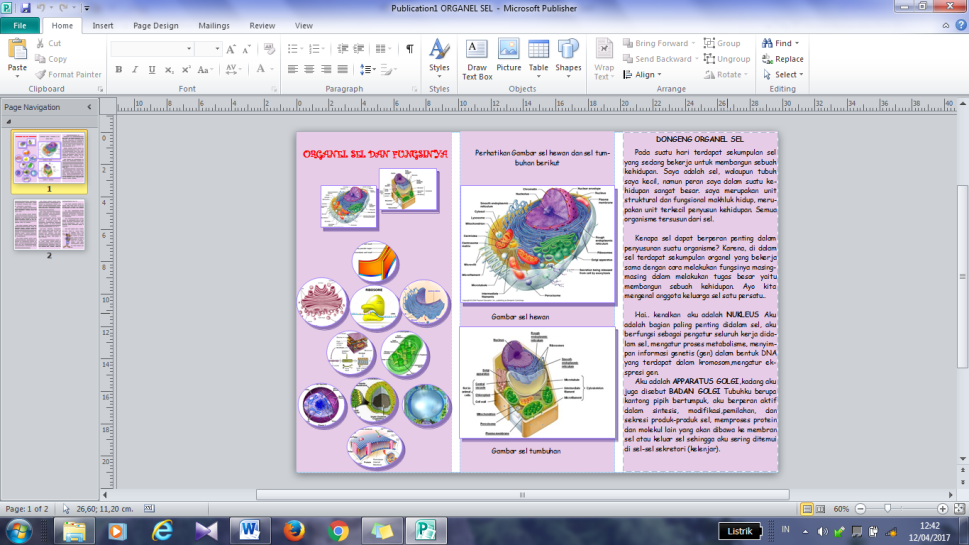 Publication1 ORGANEL SEL - Microsoft Publisher
File Home Insert Page Design Mailings Review View
Paste
Cut
Copy
Format Painter
Clipboard
Font
Paragraph
Styles
Styles
Draw Text Box
Picture
Table
Shapes
Objects
Wrap Text
Bring Forward
Send Backward
Align
Group
Ungroup
Rotate
Arrange
Find
Replace
Select
Editing
Page Navigation
1
2
ORGANEL SEL DAN FUNGSINYA
RIBOSOMS
Perhatikan Gambar sel hewan dan sel tum-
buhan berikut
Gambar sel hewan
Gambar sel tumbuhan
DONGENG ORGANEL SEL
Pada suatu hari terdapat sekumpulan sel
yang sedang bekerja untuk membangun sebuah
kehidupan. Saya adalah sel, walaupun tubuh
saya kecil, namun peran saya dalam suatu ke-
hidupan sangat besar. saya merupakan unit
struktural dan fungsional makhluk hidup, meru-
pakan unit terkecil penyusun kehidupan. Semua
organisme tersusun dari sel.
Kenapa sel dapat berperan penting dalam
penyusunan suatu organisme? Karena, di dalam
sel terdapat sekumpulan organel yang bekerja
sama dengan cara melakukan fungsinya masing-
masing dalam melakukan tugas besar yaitu
membangun sebuah kehidupan. Ayo kita
mengenal anggota keluarga sel satu persatu..
Hai.. kenalkan aku adalah NUKLEUS Aku
adalah bagian paling penting didalam sel, aku
berfungsi sebagai pengatur seluruh kerja dida-
lam sel, mengatur proses metabolisme, menyim-
pan informasi genetis (gen) dalam bentuk DNA
yang terdapat dalam kromosom,mengatur ek-
spresi gen.
Aku adalah APPARATUS GOLGI,kadang aku
juga disebut BADAN GOLGI Tubuhku berupa
kantong pipih bertumpuk, aku berperan aktif
dalam sintesis, modifikasi,pemilahan, dan
sekresi produk-produk sel, memproses protein
dan molekul lain yang akan dibawa ke membran
sel atau keluar sel sehingga aku sering ditemui
di sel-sel sekretori (kelenjar).
Page: 1 of 2
26,60; 11,20 cm.
60%
Listrik
IN
12:42
12/04/2017